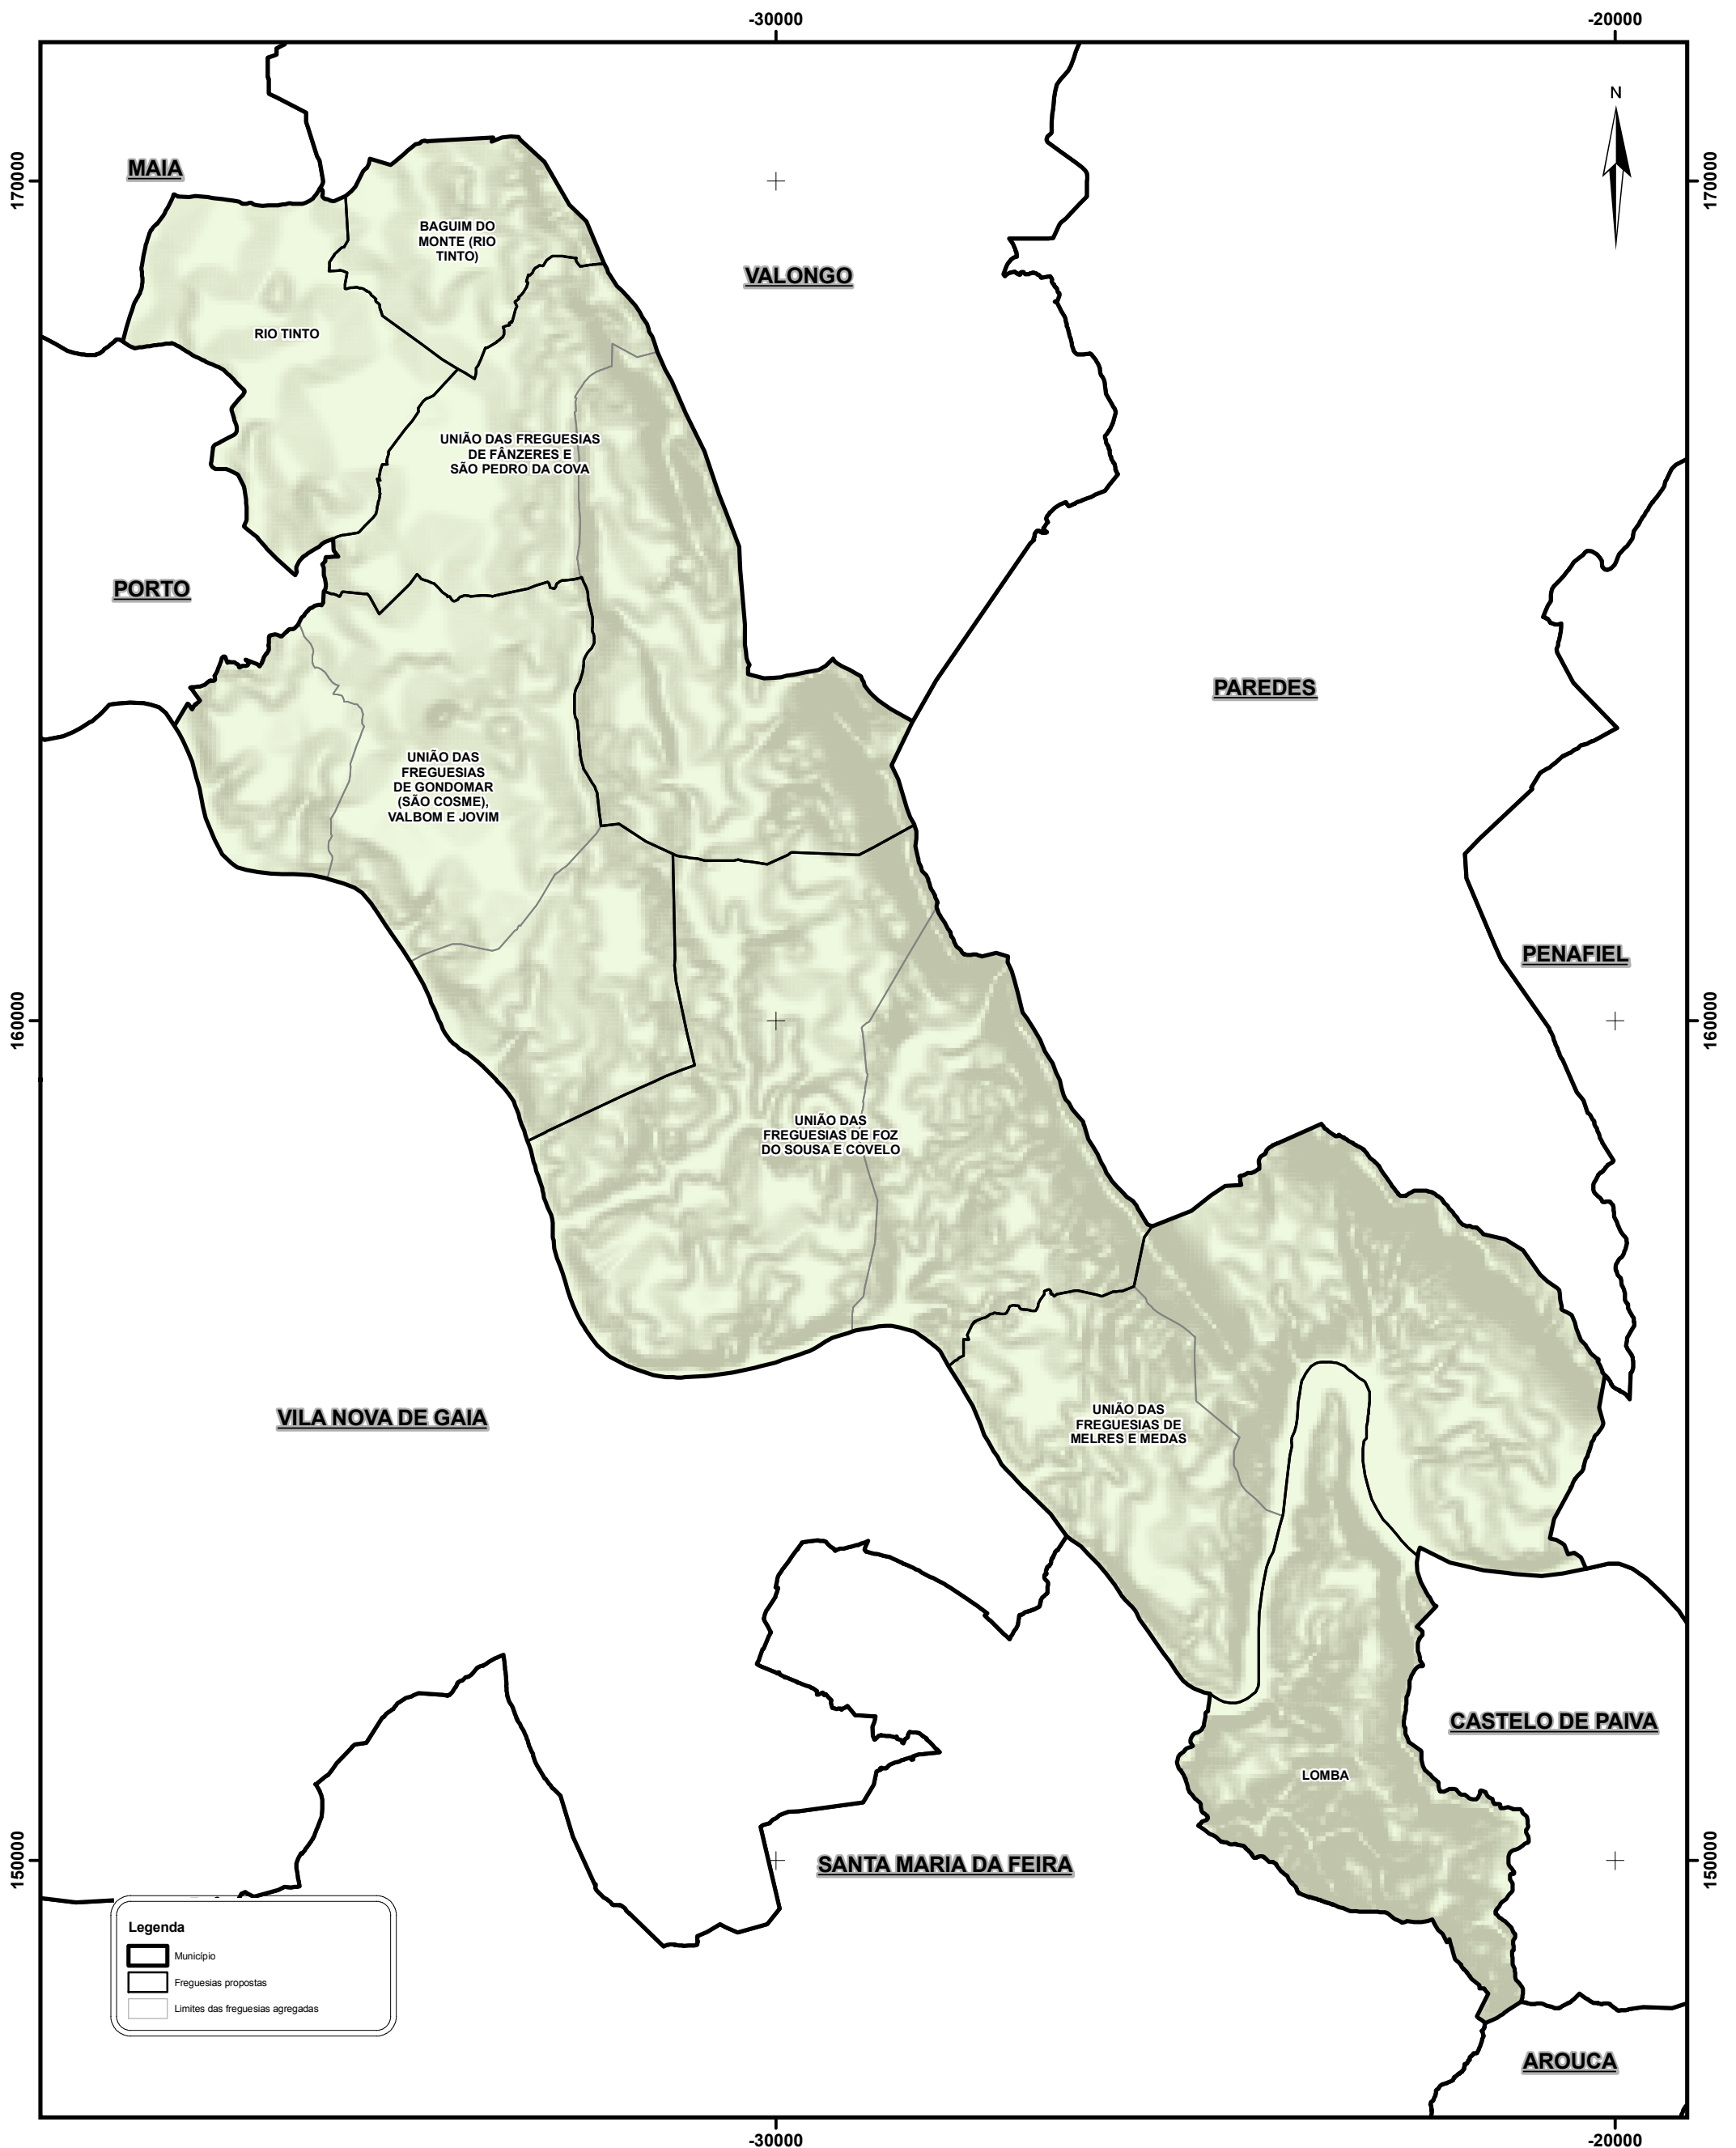 -30000
-20000
N
170000
170000
MAIA
BAGUIM DO
MONTE (RIO
TINTO)
VALONGO
RIO TINTO
UNIÃO DAS FREGUESIAS
DE FÂNZERES E
SÃO PEDRO DA COVA
PORTO
PAREDES
UNIÃO DAS
FREGUESIAS
DE GONDOMAR
(SÃO COSME),
VALBOM E JOVIM
PENAFIEL
160000
160000
UNIÃO DAS
FREGUESIAS DE FOZ
DO SOUSA E COVELO
VILA NOVA DE GAIA
UNIÃO DAS
FREGUESIAS DE
MELRES E MEDAS
CASTELO DE PAIVA
LOMBA
150000
150000
SANTA MARIA DA FEIRA
Legenda
Município
Freguesias propostas
Limites das freguesias agregadas
AROUCA
-30000
-20000